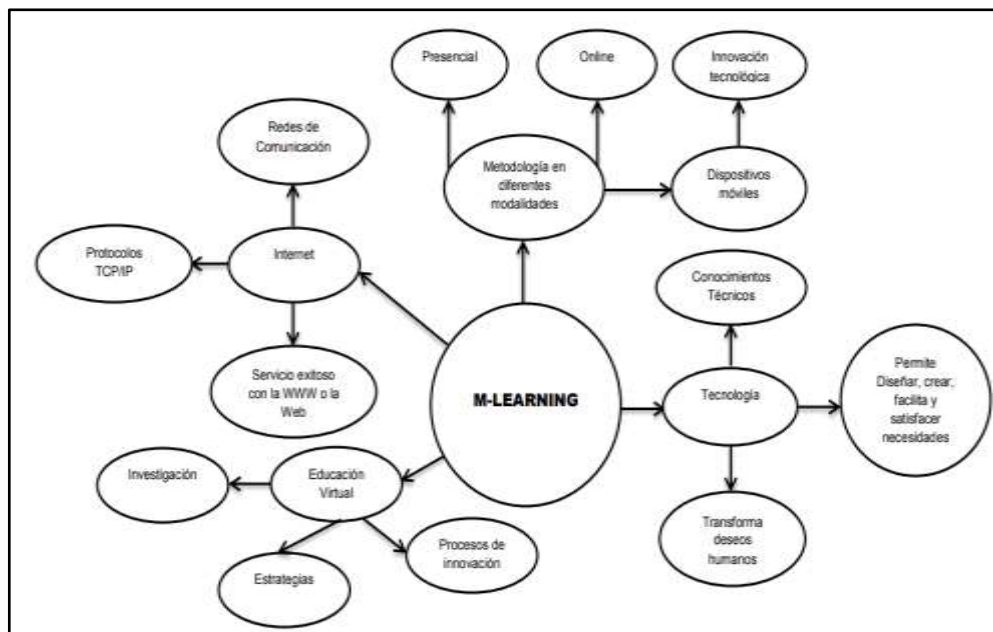 Presencial
Online
Innovación
tecnológica
Redes de
Comunicación
Metodología en
diferentes
modalidades
Dispositivos
móviles
Protocolos
TCP/IP
Internet
Conocimientos
Técnicos
Servicio exitoso
con la WWW o la
Web
M-LEARNING
Tecnología
Permite
Diseñar, crear,
facilita y
satisfacer
necesidades
Investigación
Educación
Virtual
Estrategias
Procesos de
innovación
Transforma
deseos
humanos